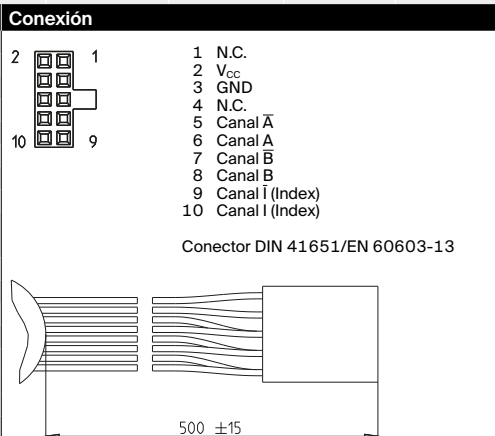 Conexión
2 1
10 9
1 N.C.
2 V_CC
3 GND
4 N.C.
5 Canal A̅
6 Canal A
7 Canal B̅
8 Canal B
9 Canal I̅ (Index)
10 Canal I (Index)
Conector DIN 41651/EN 60603-13
500 ±15